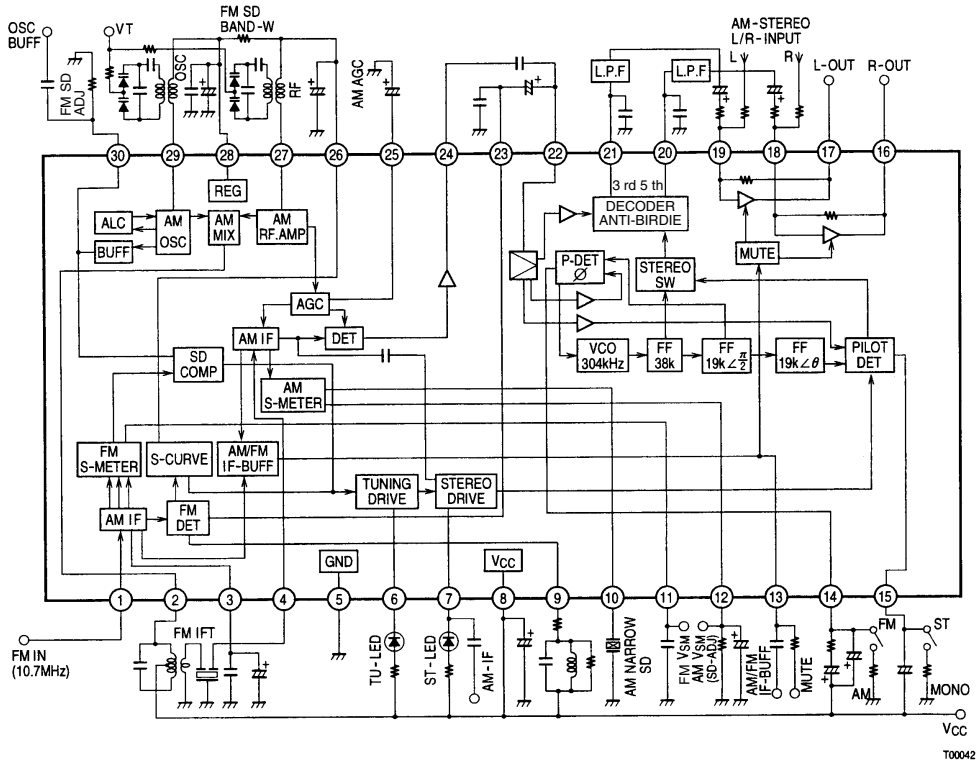 OSC
BUFF
VT
FM SD
BAND-W
FM SD
ADJ
OSC
RF
AM AGC
L.P.F
L.P.F
AM-STEREO
L/R-INPUT
L
R
L-OUT
R-OUT
30
29
28
27
26
25
24
23
22
21
20
19
18
17
16
REG
ALC
AM
OSC
AM
MIX
AM
RF.AMP
BUFF
3 rd 5 th
DECODER
ANTI-BIRDIE
MUTE
P-DET
Ø
STEREO
SW
AGC
AM IF
DET
SD
COMP
AM
S-METER
VCO
304kHz
FF
38k
FF
19k∠π/2
FF
19k∠θ
PILOT
DET
FM
S-METER
S-CURVE
AM/FM
IF-BUFF
TUNING
DRIVE
STEREO
DRIVE
AM IF
FM
DET
GND
VCC
1
2
3
4
5
6
7
8
9
10
11
12
13
14
15
FM IN
(10.7MHz)
FM IFT
TU-LED
ST-LED
AM-IF
AM NARROW
SD
FM VSM
AM VSM
(SD-ADJ)
AM/FM
IF-BUFF
MUTE
FM
AM
ST
MONO
VCC
T00042